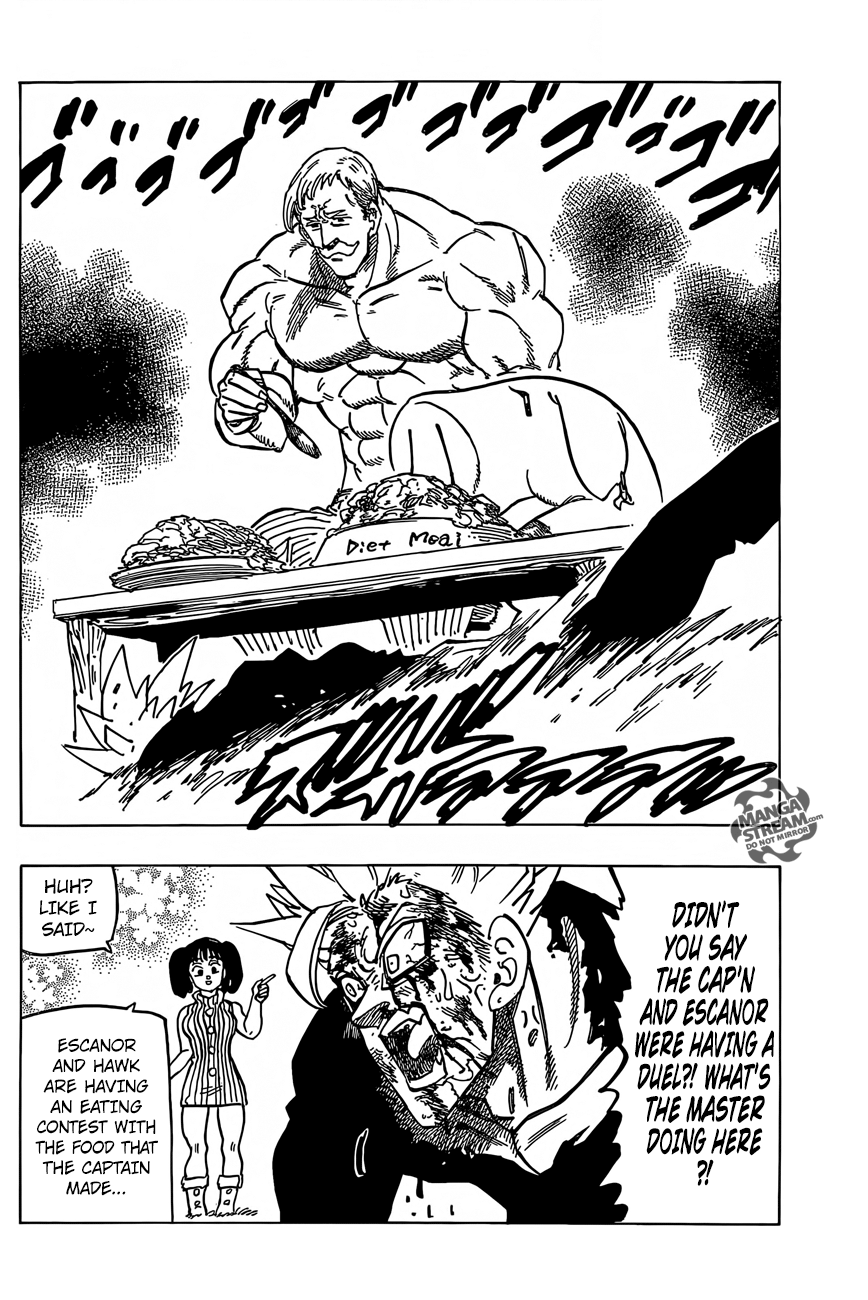 ゴゴゴゴゴゴゴゴゴ
Diet Meal
MANGA
STREAM.com
DO NOT MIRROR
HUH?
LIKE I
SAID~
DIDN'T
YOU SAY
THE CAP'N
AND ESCANOR
WERE HAVING A
DUEL?! WHAT'S
THE MASTER
DOING HERE
?!
ESCANOR
AND HAWK
ARE HAVING
AN EATING
CONTEST WITH
THE FOOD THAT
THE CAPTAIN
MADE...